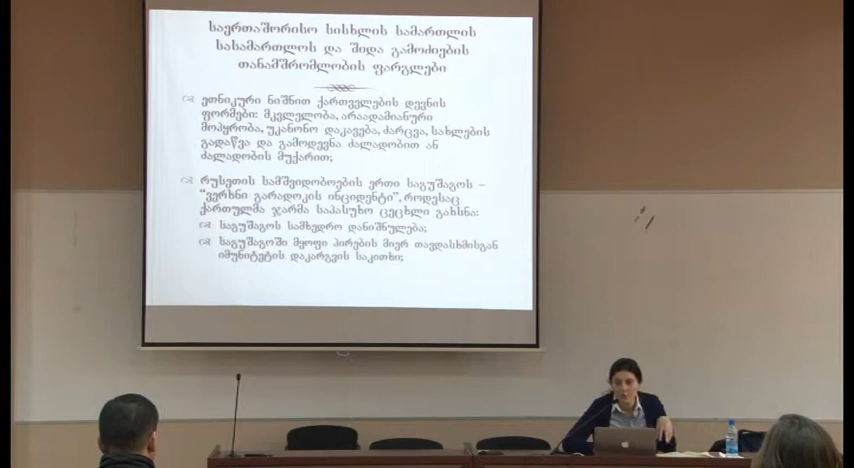 საერთაშორისო სისხლის სამართლის
სასამართლოს და შიდა გამოძიების
თანამშრომლობის ფარგლები
ეთნიკური ნიშნით ქართველების დევნის
ფორმები: მკვლელობა, არაადამიანური
მოპყრობა, უკანონო დაკავება, ძარცვა, სახლების
გადაწვა და გამოდევნა ძალადობით ან
ძალადობის მუქარით;
რუსეთის სამშვიდობოების ერთი საგუშაგოს –
“ვერხნი გარადოკის ინციდენტი”, როდესაც
ქართულმა ჯარმა საპასუხო ცეცხლი გახსნა:
საგუშაგოს სამხედრო დანიშნულება;
საგუშაგოში მყოფი პირების მიერ თავდასხმისგან
იმუნიტეტის დაკარგვის საკითხი;